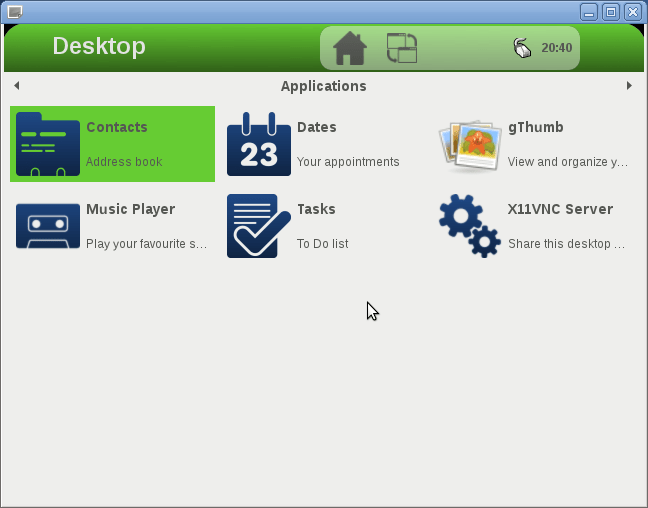 Desktop
20:40
Applications
Contacts
Address book
Dates
23
Your appointments
gThumb
View and organize y...
Music Player
Play your favourite s...
Tasks
To Do list
X11VNC Server
Share this desktop ...